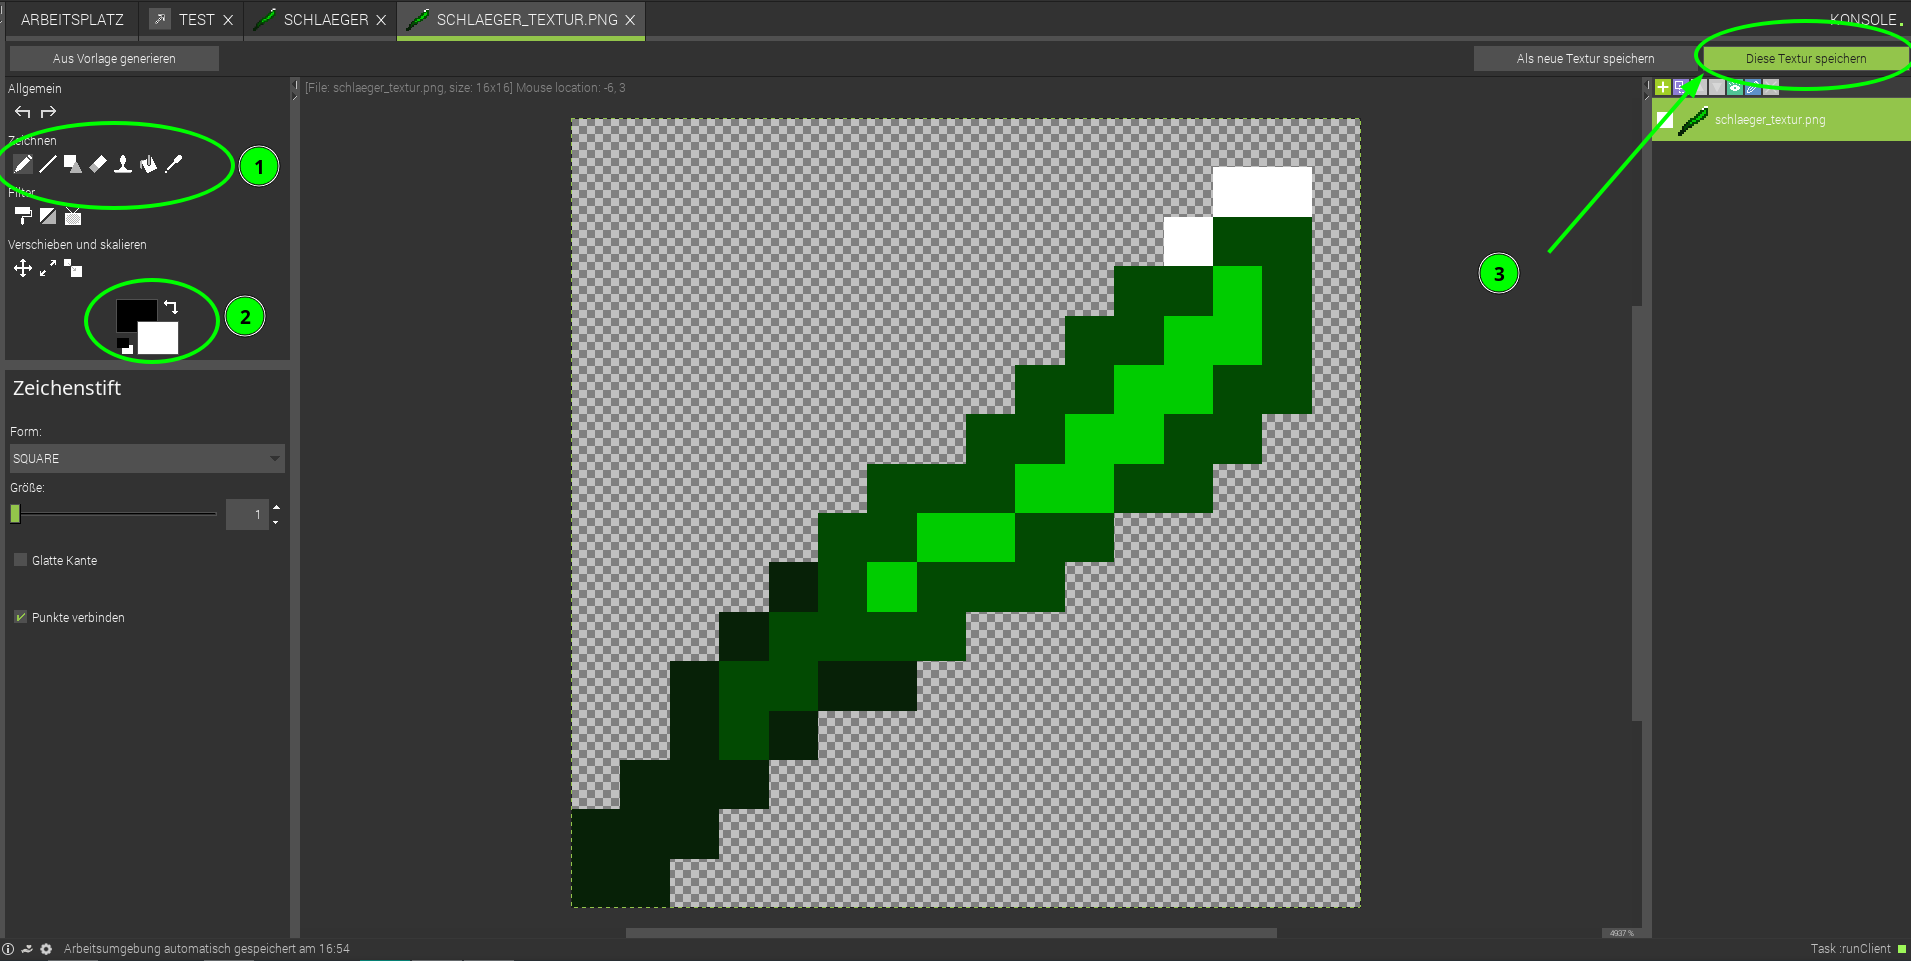 ARBEITSPLATZ
TEST
SCHLAEGER
SCHLAEGER_TEXTUR.PNG
KONSOLE
Aus Vorlage generieren
Als neue Textur speichern
Diese Textur speichern
Allgemein
[File: schlaeger_textur.png, size: 16x16] Mouse location: -6, 3
schlaeger_textur.png
Zeichnen
1
Filter
Verschieben und skalieren
2
3
Zeichenstift
Form:
SQUARE
Größe:
1
Glatte Kante
Punkte verbinden
4937 %
Arbeitsumgebung automatisch gespeichert am 16:54
Task :runClient